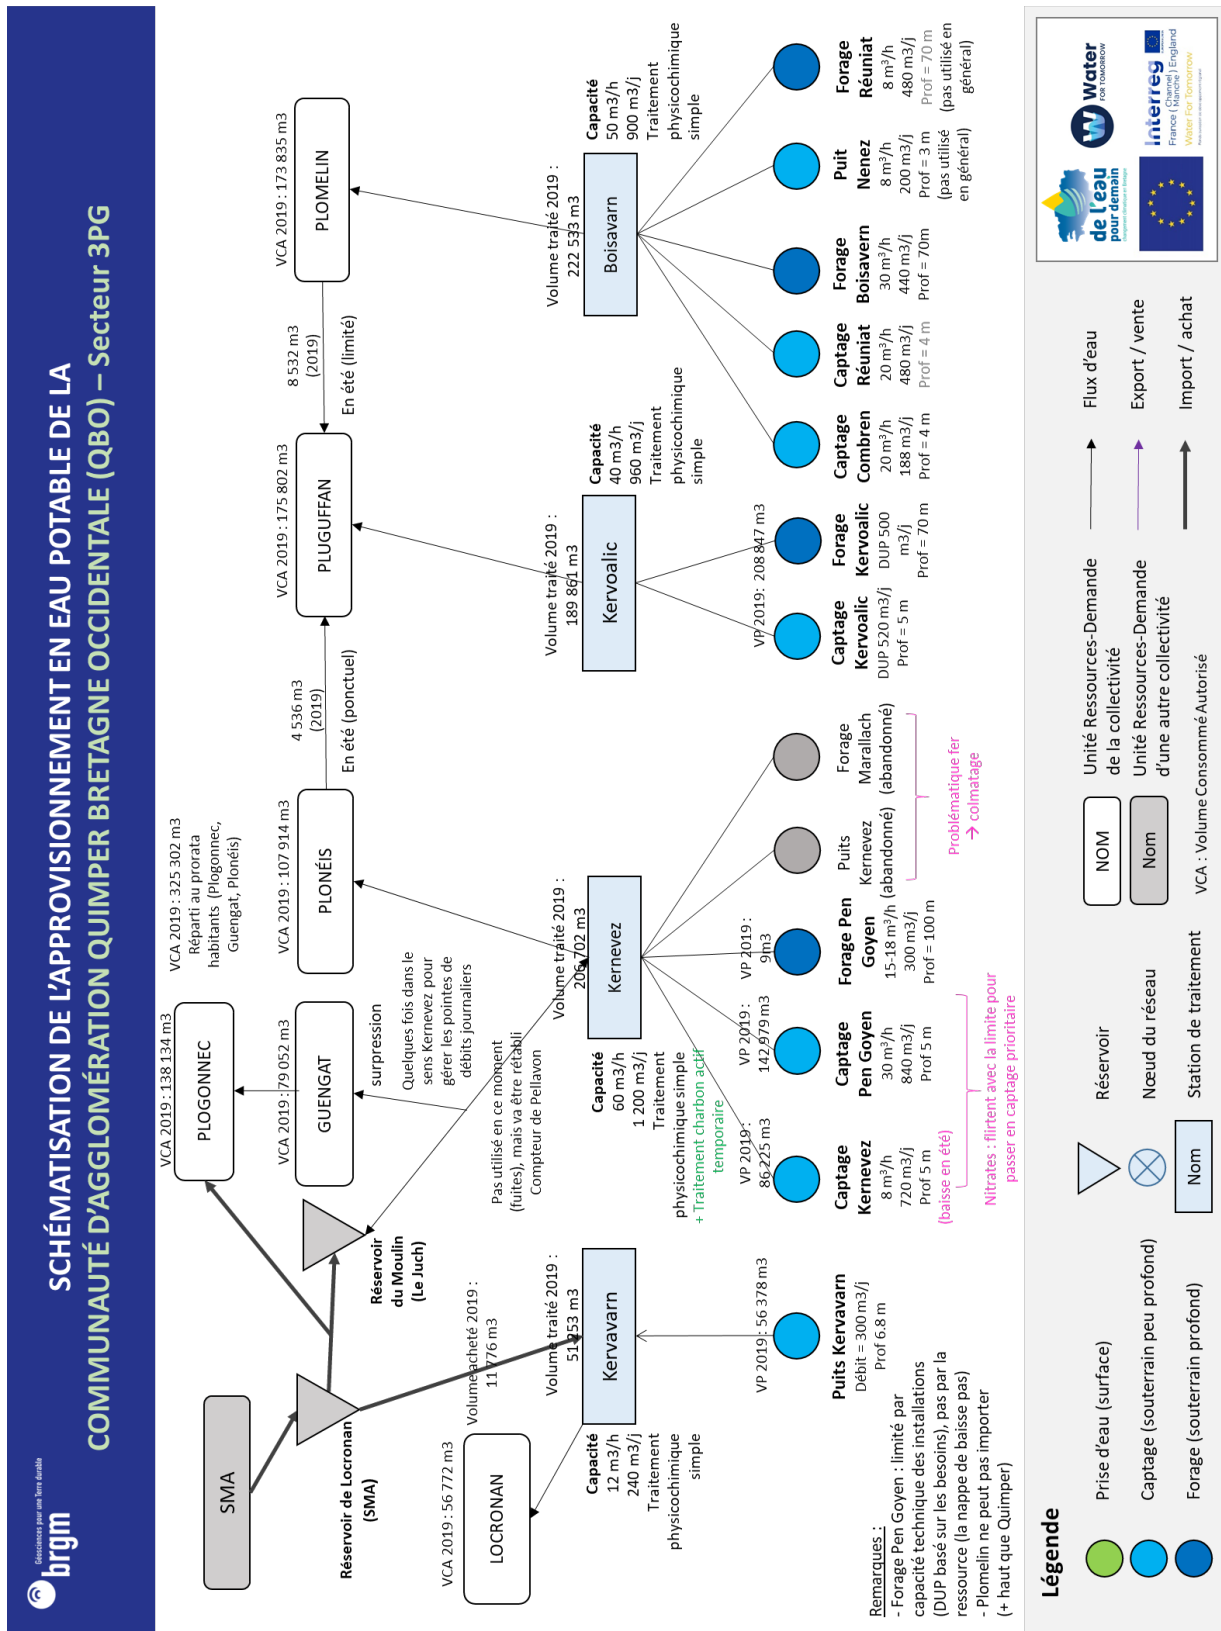 SCHÉMATISATION DE L'APPROVISIONNEMENT EN EAU POTABLE DE LA
COMMUNAUTÉ D'AGGLOMÉRATION QUIMPER BRETAGNE OCCIDENTALE (QBO) – Secteur 3PG
Géosciences pour une Terre durable
brgm
SMA
Réservoir de Locronan
(SMA)
VCA 2019 : 56 772 m3
LOCRONAN
Volume acheté 2019 :
11 776 m3
Réservoir
du Moulin
(Le Juch)
VCA 2019 : 138 134 m3
PLOGONNEC
VCA 2019 : 325 302 m3
Réparti au prorata
habitants (Plogonnec,
Guengat, Plonéis)
VCA 2019 : 79 052 m3
GUENGAT
surpression
Quelques fois dans le
sens Kernevez pour
gérer les pointes de
débits journaliers
Pas utilisé en ce moment
(fuites), mais va être rétabli
Compteur de Pellavon
VCA 2019 : 107 914 m3
PLONÉIS
4 536 m3
(2019)
En été (ponctuel)
VCA 2019 : 175 802 m3
PLUGUFFAN
8 532 m3
(2019)
En été (limité)
VCA 2019 : 173 835 m3
PLOMELIN
Capacité
12 m3/h
240 m3/j
Traitement
physicochimique
simple
Volume traité 2019 :
51 253 m3
Kervavarn
Capacité
60 m3/h
1 200 m3/j
Traitement
physicochimique simple
+ Traitement charbon actif
temporaire
Volume traité 2019 :
206 702 m3
Kernevez
Volume traité 2019 :
189 861 m3
Kervoalic
Capacité
40 m3/h
960 m3/j
Traitement
physicochimique
simple
Volume traité 2019 :
222 533 m3
Boisavarn
Capacité
50 m3/h
900 m3/j
Traitement
physicochimique
simple
VP 2019 : 56 378 m3
Puits Kervavarn
Débit = 300 m3/j
Prof 6.8 m
VP 2019 :
86 225 m3
Captage
Kernevez
8 m³/h
720 m3/j
Prof 5 m
(baisse en été)
VP 2019 :
142 979 m3
Captage
Pen Goyen
30 m³/h
840 m3/j
Prof 5 m
Nitrates : flirtent avec la limite pour
passer en captage prioritaire
VP 2019 :
9m3
Forage Pen
Goyen
15-18 m³/h
300 m3/j
Prof = 100 m
Puits
Kernevez
(abandonné)
Forage
Marallach
(abandonné)
Problématique fer
→ colmatage
VP 2019: 208 847 m3
Captage
Kervoalic
DUP 520 m3/j
Prof = 5 m
Forage
Kervoalic
DUP 500
m3/j
Prof = 70 m
Captage
Combren
20 m³/h
188 m3/j
Prof = 4 m
Captage
Réuniat
20 m³/h
480 m3/j
Prof = 4 m
Forage
Boisavern
30 m³/h
440 m3/j
Prof = 70m
Puit
Nenez
8 m³/h
200 m3/j
Prof = 3 m
(pas utilisé
en général)
Forage
Réuniat
8 m³/h
480 m3/j
Prof = 70 m
(pas utilisé en
général)
Remarques :
- Forage Pen Goyen : limité par
capacité technique des installations
(DUP basé sur les besoins), pas par la
ressource (la nappe de baisse pas)
- Plomelin ne peut pas importer
(+ haut que Quimper)
Légende
Prise d'eau (surface)
Captage (souterrain peu profond)
Forage (souterrain profond)
Réservoir
Nœud du réseau
Nom
Station de traitement
NOM
Unité Ressources-Demande
de la collectivité
Nom
Unité Ressources-Demande
d'une autre collectivité
VCA : Volume Consommé Autorisé
Flux d'eau
Export / vente
Import / achat
de l'eau
pour demain
Water
FOR TOMORROW
Interreg
France ( Channel Manche ) England
Water For Tomorrow